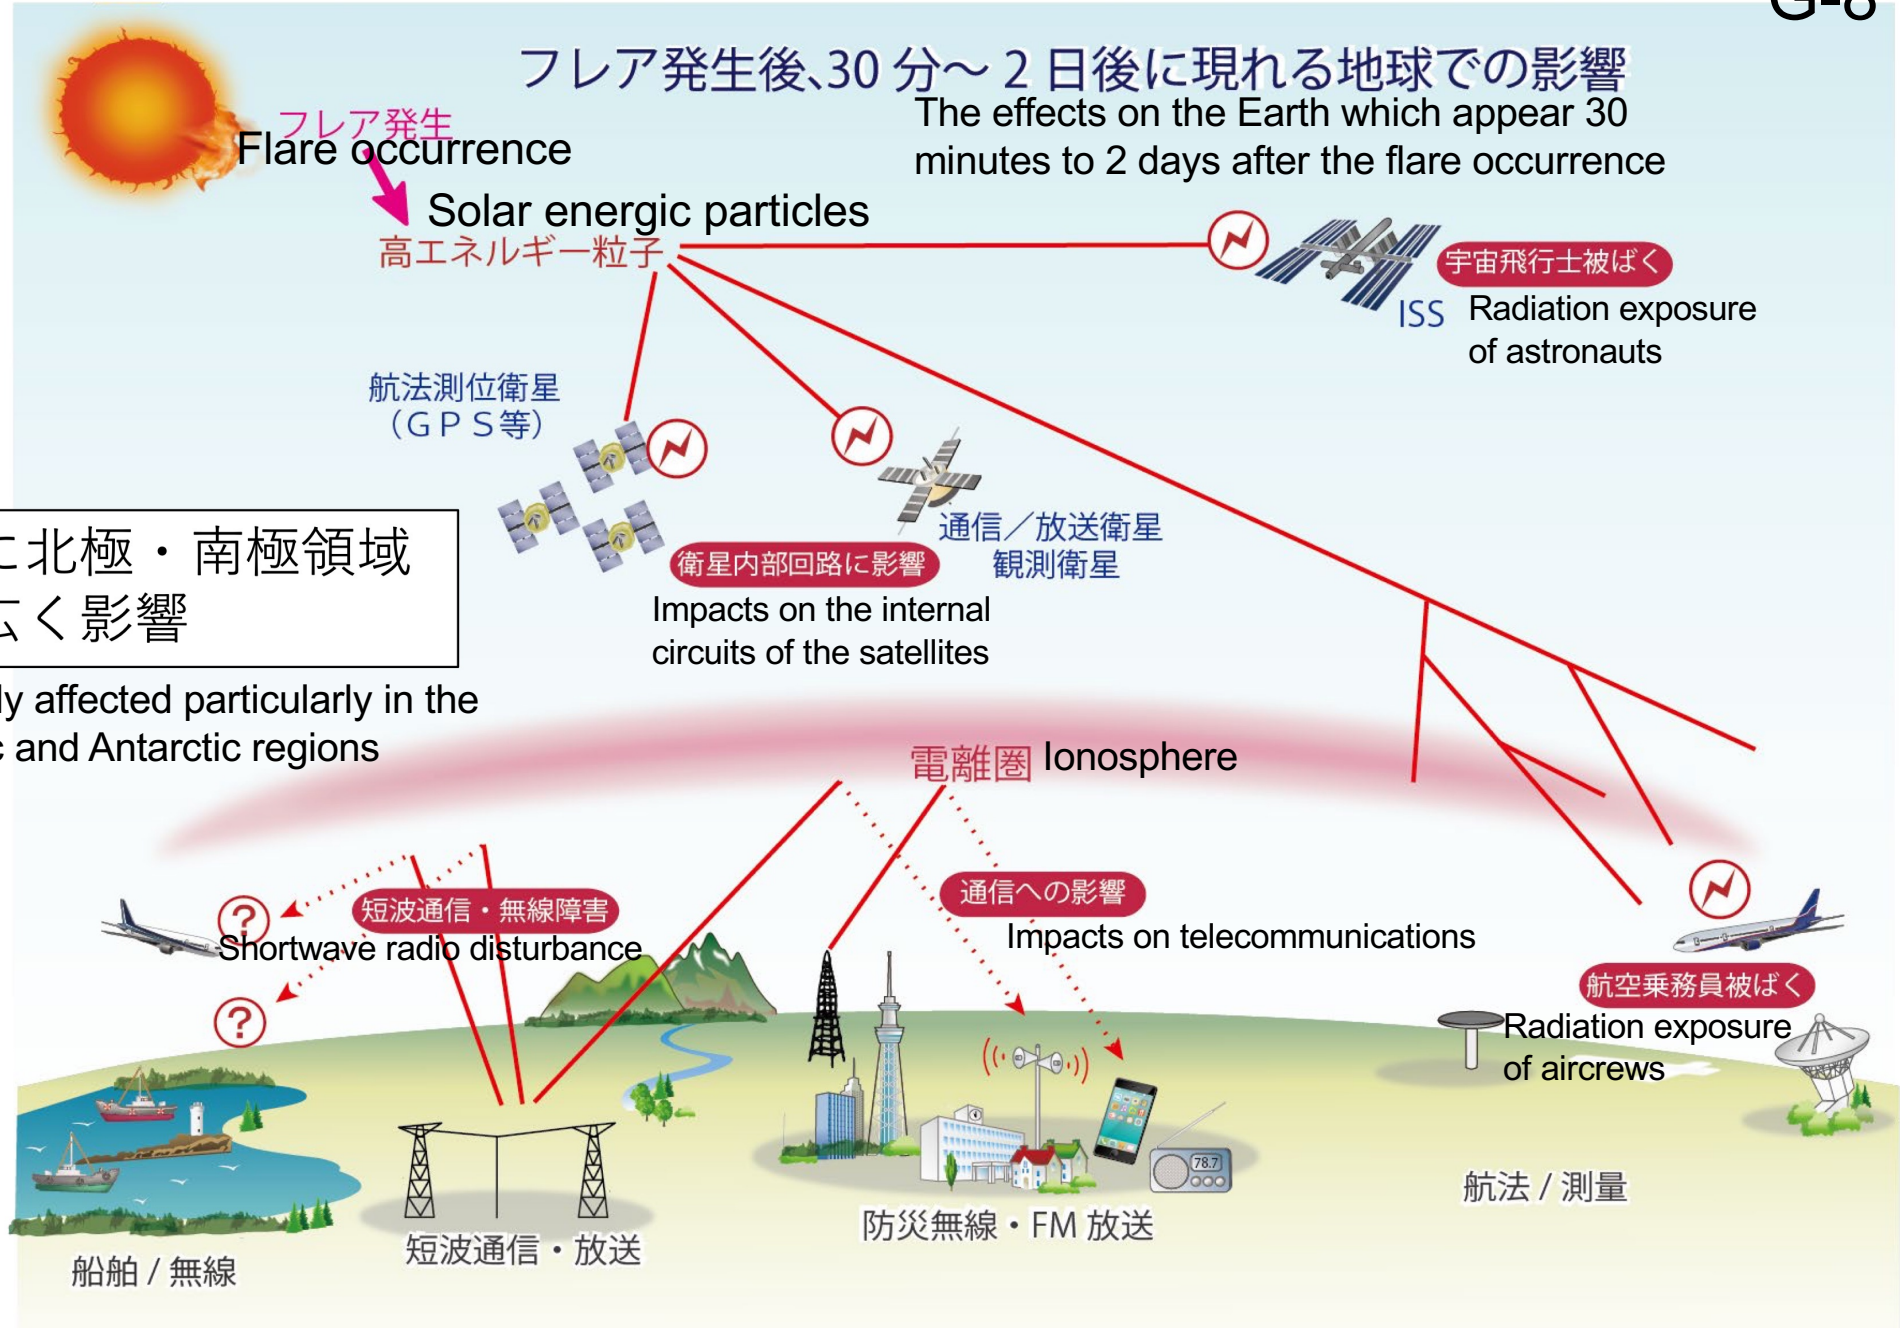 G-8
フレア発生後、30 分～ 2 日後に現れる地球での影響
The effects on the Earth which appear 30
minutes to 2 days after the flare occurrence
フレア発生
Flare occurrence
Solar energic particles
高エネルギー粒子
宇宙飛行士被ばく
ISS
Radiation exposure
of astronauts
航法測位衛星
（ＧＰＳ等）
通信／放送衛星
観測衛星
衛星内部回路に影響
Impacts on the internal
circuits of the satellites
に北極・南極領域
広く影響
ly affected particularly in the
c and Antarctic regions
電離圏
Ionosphere
?
短波通信・無線障害
Shortwave radio disturbance
?
通信への影響
Impacts on telecommunications
航空乗務員被ばく
Radiation exposure
of aircrews
78.7
船舶 / 無線
短波通信・放送
防災無線・FM 放送
航法 / 測量